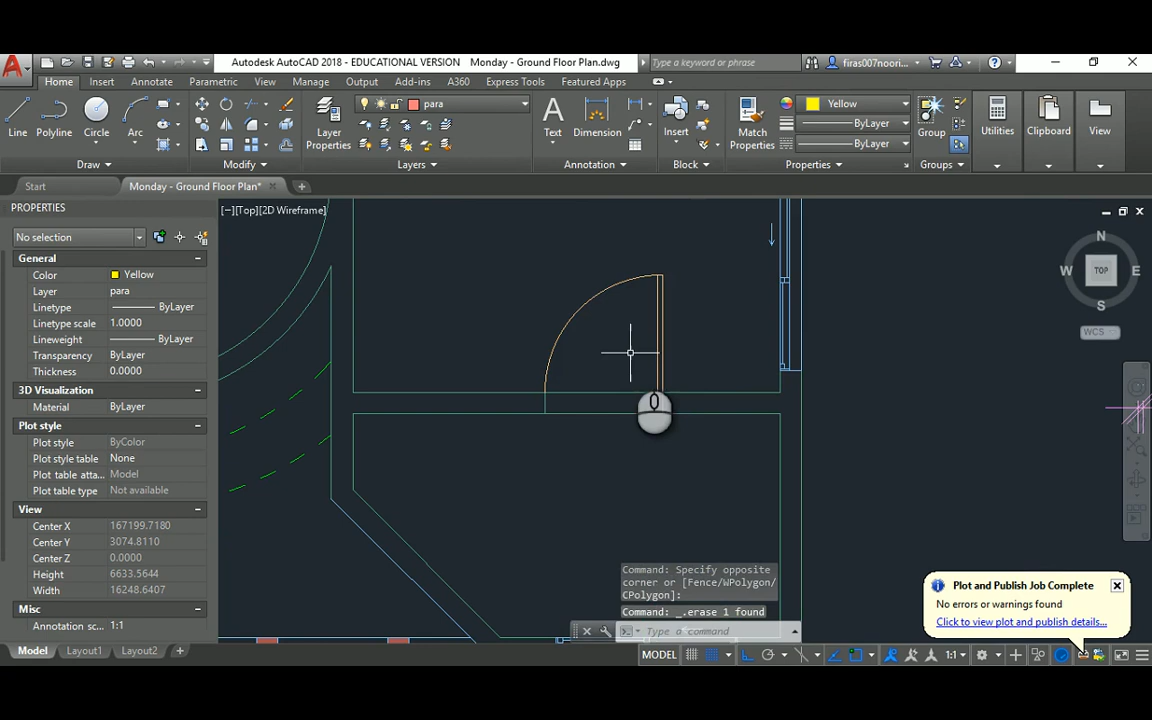 Autodesk AutoCAD 2018 - EDUCATIONAL VERSION    Monday - Ground Floor Plan.dwg
Type a keyword or phrase
firas007noori...
Home Insert Annotate Parametric View Manage Output Add-ins A360 Express Tools Featured Apps
para
Yellow
ByLayer
ByLayer
Line Polyline Circle Arc
Layer Properties
Text Dimension
Insert
Match Properties
Group
Utilities
Clipboard
View
Draw Modify Layers Annotation Block Properties Groups
Start
Monday - Ground Floor Plan*
PROPERTIES
No selection
General
Color Yellow
Layer para
Linetype ByLayer
Linetype scale 1.0000
Lineweight ByLayer
Transparency ByLayer
Thickness 0.0000
3D Visualization
Material ByLayer
Plot style
Plot style ByColor
Plot style table None
Plot table atta... Model
Plot table type Not available
View
Center X 167199.7180
Center Y 3074.8110
Center Z 0.0000
Height 6633.5644
Width 16248.6407
Misc
Annotation sc... 1:1
[−][Top][2D Wireframe]
N
W TOP E
S
WCS
Command: Specify opposite
corner or [Fence/WPolygon/
CPolygon]:
Command: _.erase 1 found
Type a command
Plot and Publish Job Complete
No errors or warnings found
Click to view plot and publish details...
Model Layout1 Layout2 +
MODEL
1:1